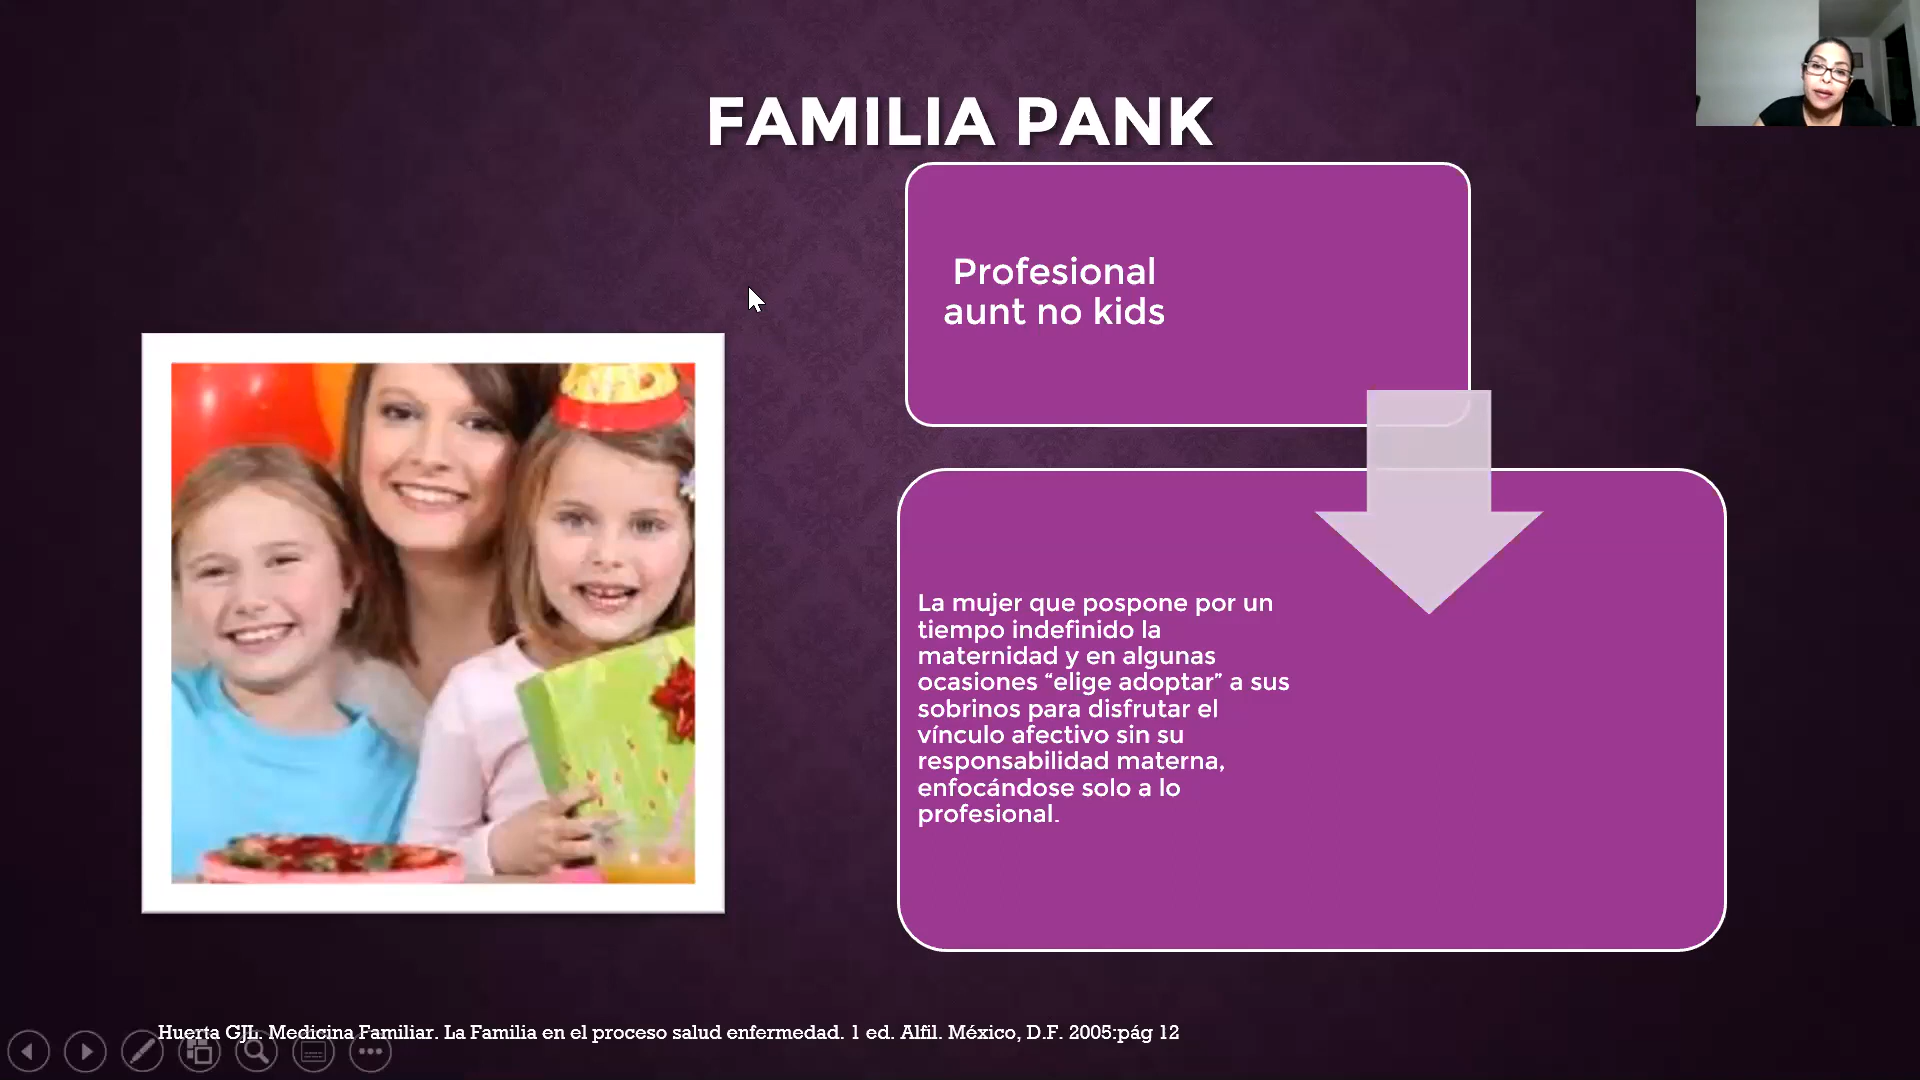 FAMILIA PANK
Profesional
aunt no kids
La mujer que pospone por un
tiempo indefinido la
maternidad y en algunas
ocasiones “elige adoptar” a sus
sobrinos para disfrutar el
vínculo afectivo sin su
responsabilidad materna,
enfocándose solo a lo
profesional.
Huerta GJL. Medicina Familiar. La Familia en el proceso salud enfermedad. 1 ed. Alfil. México, D.F. 2005:pág 12